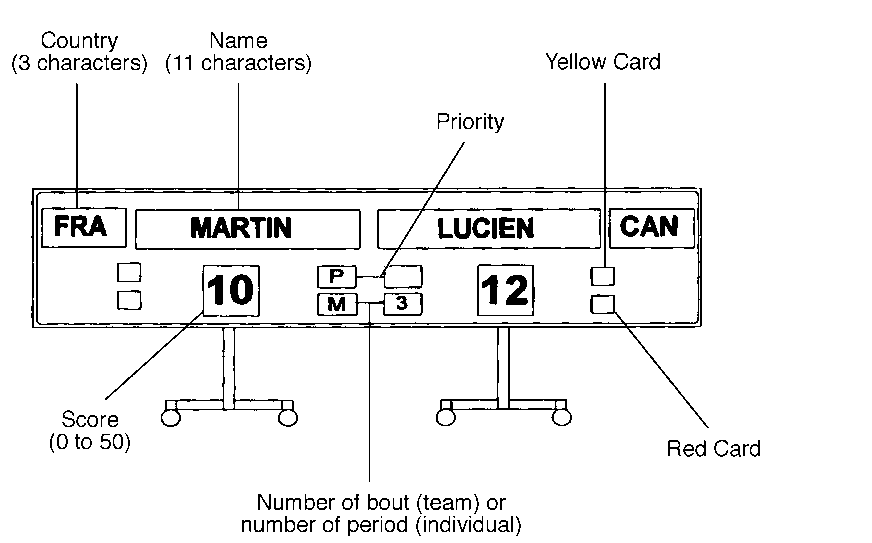 Country
(3 characters)
Name
(11 characters)
Yellow Card
Priority
FRA
MARTIN
LUCIEN
CAN
10
P
12
M
3
Score
(0 to 50)
Red Card
Number of bout (team) or
number of period (individual)